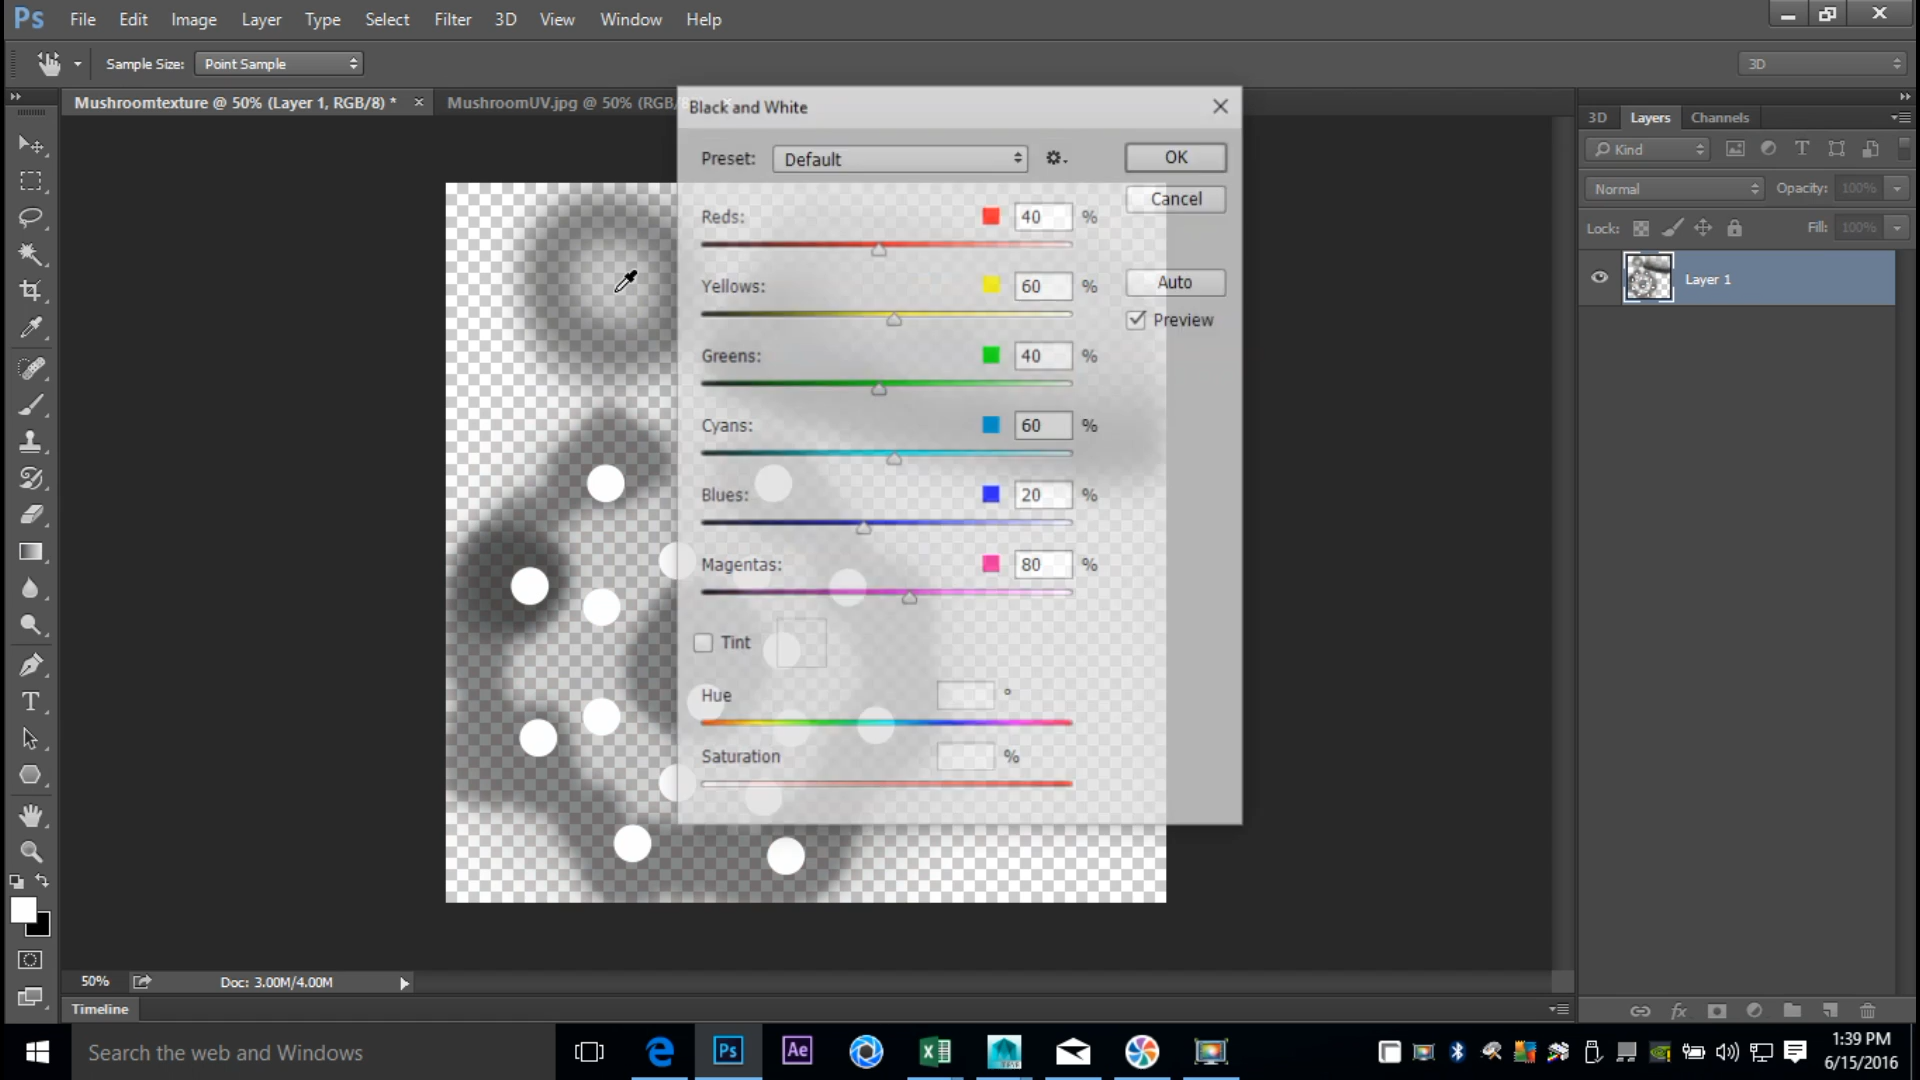 Ps File Edit Image Layer Type Select Filter 3D View Window Help
Sample Size: Point Sample 3D
Mushroomtexture @ 50% (Layer 1, RGB/8) * × MushroomUV.jpg @ 50% (RGB/
Black and White
Preset: Default OK
Cancel
Reds: 40 %
Yellows: 60 % Auto
Preview
Greens: 40 %
Cyans: 60 %
Blues: 20 %
Magentas: 80 %
Tint
Hue °
Saturation %
3D Layers Channels
Kind T
Normal Opacity: 100%
Lock: Fill: 100%
Layer 1
T
50% Doc: 3.00M/4.00M
Timeline
fx
Search the web and Windows
Ps Ae
1:39 PM
6/15/2016